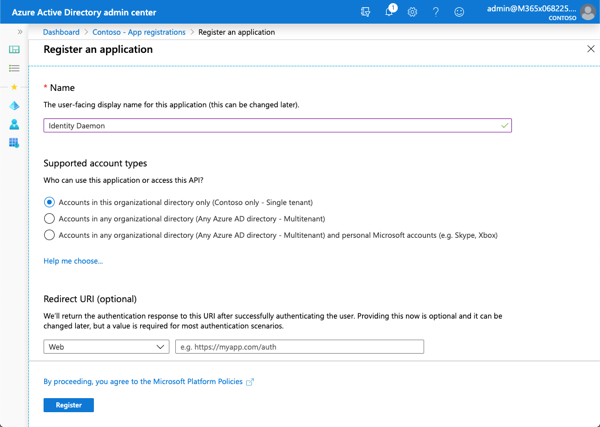 Azure Active Directory admin center
1
admin@M365x068225....
CONTOSO
Dashboard > Contoso - App registrations > Register an application
Register an application
* Name
The user-facing display name for this application (this can be changed later).
Identity Daemon
Supported account types
Who can use this application or access this API?
Accounts in this organizational directory only (Contoso only - Single tenant)
Accounts in any organizational directory (Any Azure AD directory - Multitenant)
Accounts in any organizational directory (Any Azure AD directory - Multitenant) and personal Microsoft accounts (e.g. Skype, Xbox)
Help me choose...
Redirect URI (optional)
We'll return the authentication response to this URI after successfully authenticating the user. Providing this now is optional and it can be
changed later, but a value is required for most authentication scenarios.
Web
e.g. https://myapp.com/auth
By proceeding, you agree to the Microsoft Platform Policies
Register